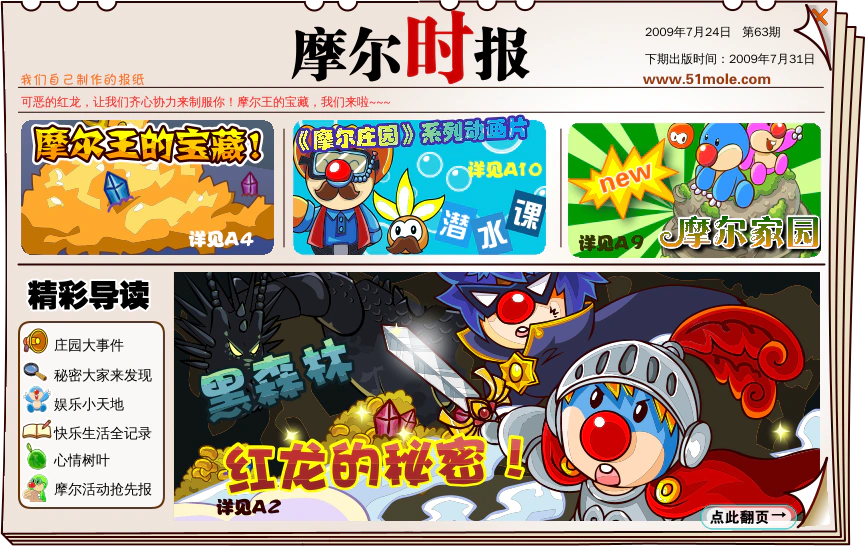 摩尔时报
2009年7月24日 第63期
下期出版时间：2009年7月31日
我们自己制作的报纸
www.51mole.com
可恶的红龙，让我们齐心协力来制服你！摩尔王的宝藏，我们来啦~~~
摩尔王的宝藏！
详见A4
《摩尔庄园》系列动画片
详见A10
潜水课
new
摩尔家园
详见A9
精彩导读
庄园大事件
秘密大家来发现
娱乐小天地
快乐生活全记录
心情树叶
摩尔活动抢先报
黑森林
红龙的秘密！
详见A2
点此翻页→